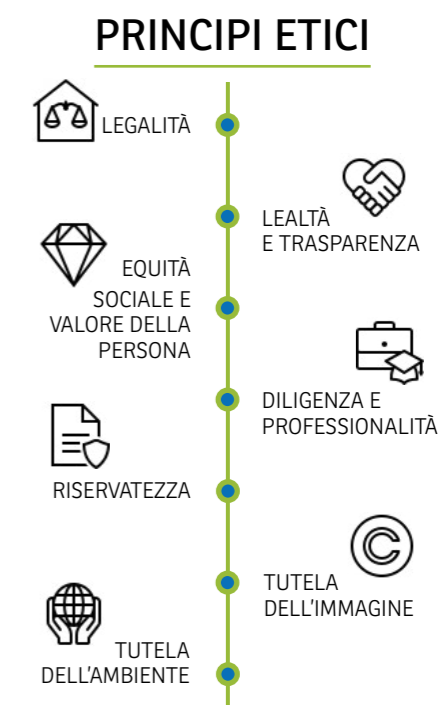 PRINCIPI ETICI
LEGALITÀ
LEALTÀ
E TRASPARENZA
EQUITÀ
SOCIALE E
VALORE DELLA
PERSONA
DILIGENZA E
PROFESSIONALITÀ
RISERVATEZZA
TUTELA
DELL'IMMAGINE
TUTELA
DELL'AMBIENTE